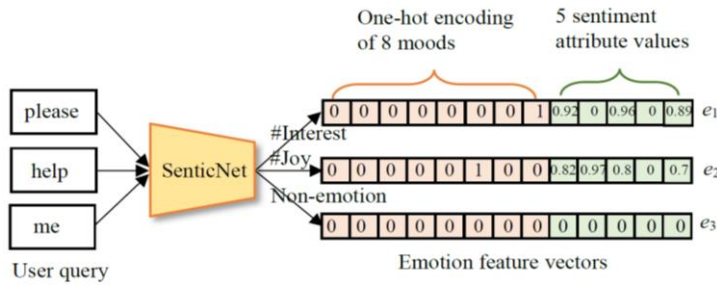 One-hot encoding
of 8 moods
5 sentiment
attribute values
please
help
me
User query
SenticNet
#Interest
#Joy
Non-emotion
0 0 0 0 0 0 0 1 0.92 0 0.96 0 0.89 e1
0 0 0 0 0 1 0 0 0.82 0.97 0.8 0 0.7 e2
0 0 0 0 0 0 0 0 0 0 0 0 0 e3
Emotion feature vectors